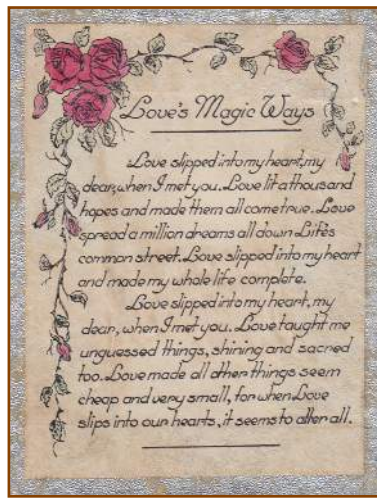 Love's Magic Ways
Love slipped into my heart, my
dear, when I met you. Love lit a thousand
hopes and made them all come true. Love
spread a million dreams all down Life's
common street. Love slipped into my heart
and made my whole life complete.
Love slipped into my heart, my
dear, when I met you. Love taught me
unguessed things, shining and sacred
too. Love made all other things seem
cheap and very small, for when Love
slips into our hearts, it seems to alter all.